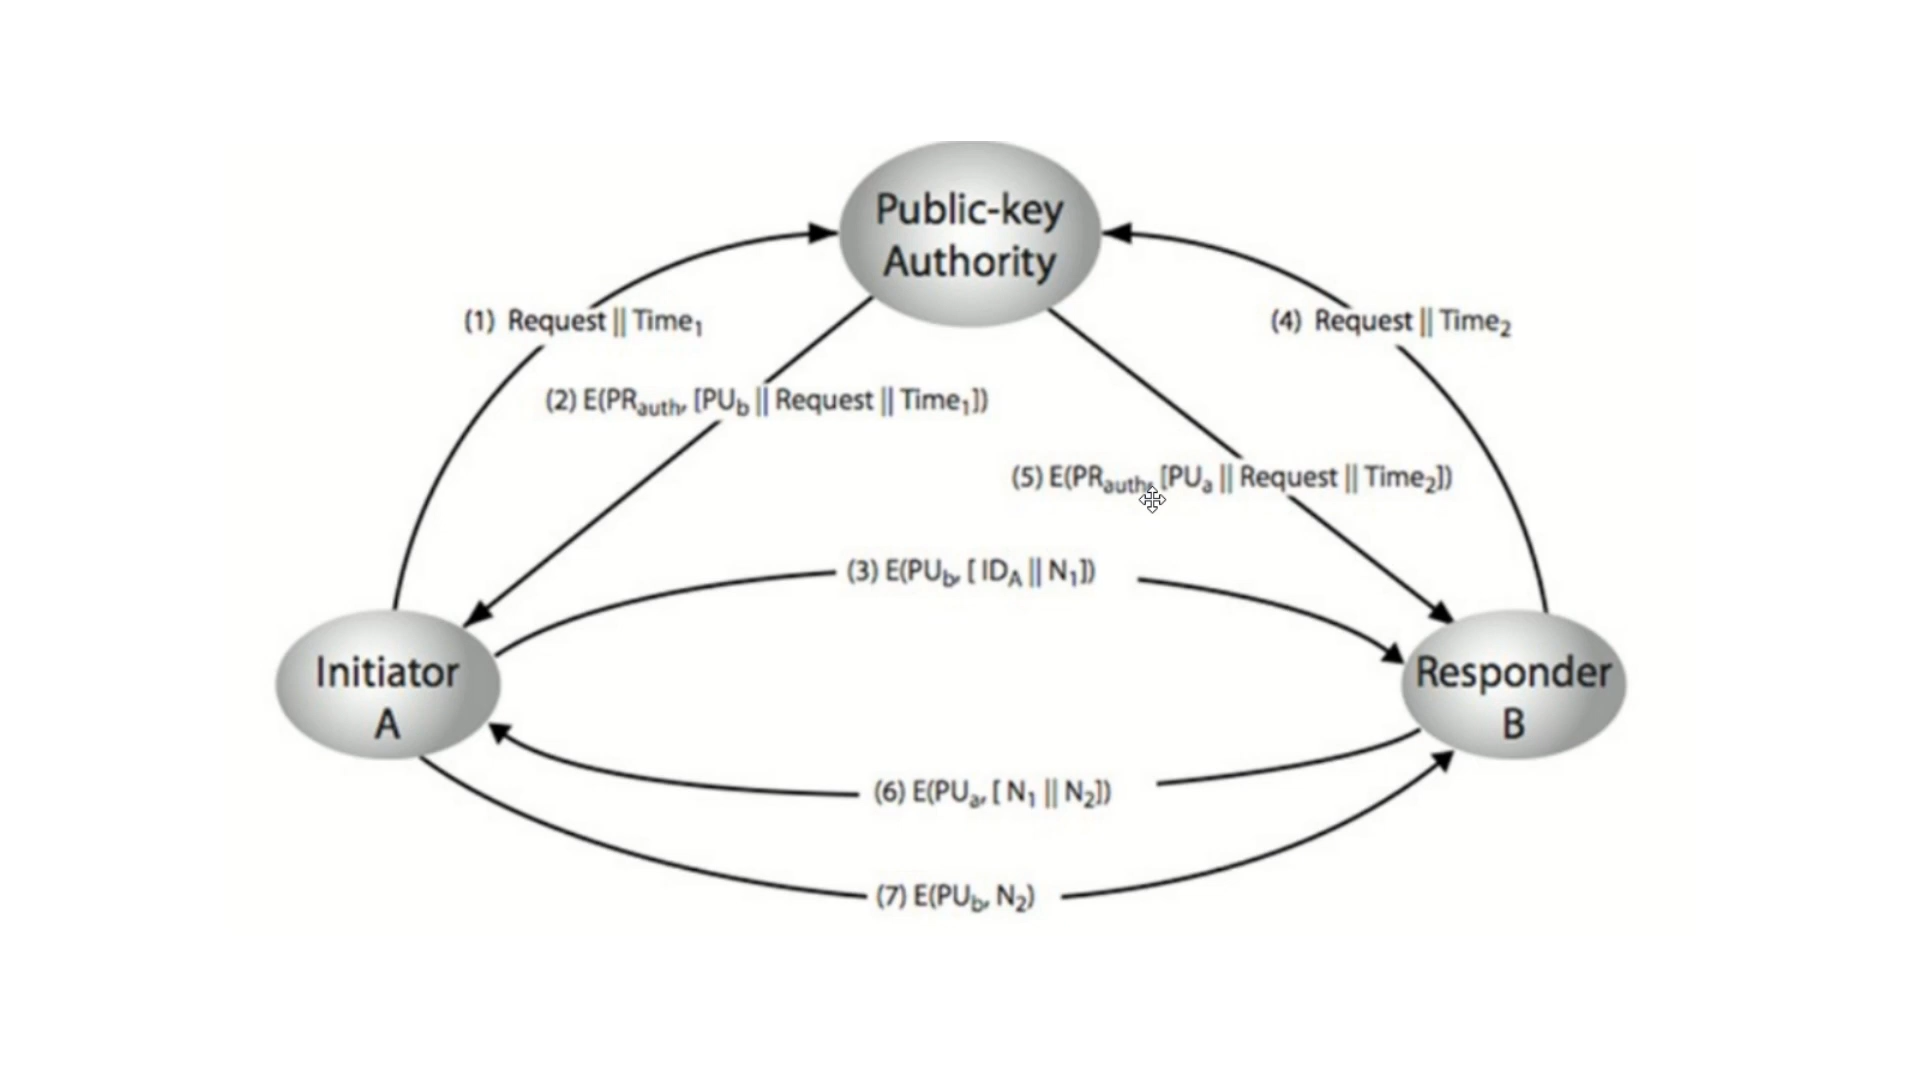 Public-key
Authority
(1) Request || Time₁
(4) Request || Time₂
(2) E(PRauth, [PUb || Request || Time₁])
(5) E(PRauth, [PUa || Request || Time₂])
(3) E(PUb, [ IDA || N₁])
Initiator
A
Responder
B
(6) E(PUa, [ N₁ || N₂])
(7) E(PUb, N₂)